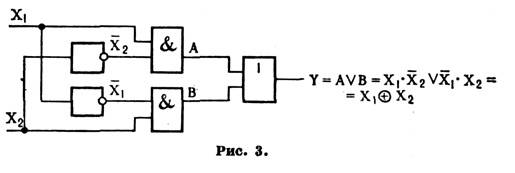 X₁
X̄₂
&
A
1
Y = A∨B = X₁·X̄₂∨X̄₁·X₂ =
= X₁⊕X₂
X̄₁
&
B
X₂
Рис. 3.